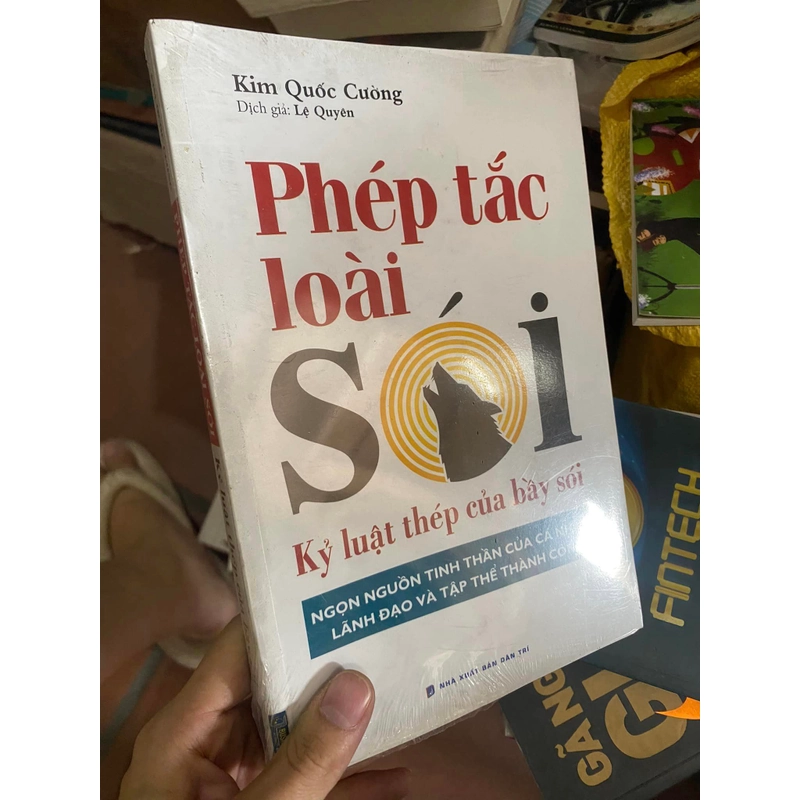 Kim Quốc Cường
Dịch giả: Lệ Quyên
Phép tắc
loài
sói
Kỷ luật thép của bầy sói
NGỌN NGUỒN TINH THẦN CỦA CÁ
LÃNH ĐẠO VÀ TẬP THỂ THÀNH
NHÀ XUẤT BẢN DÂN TRÍ
FINTECH
GĂNG